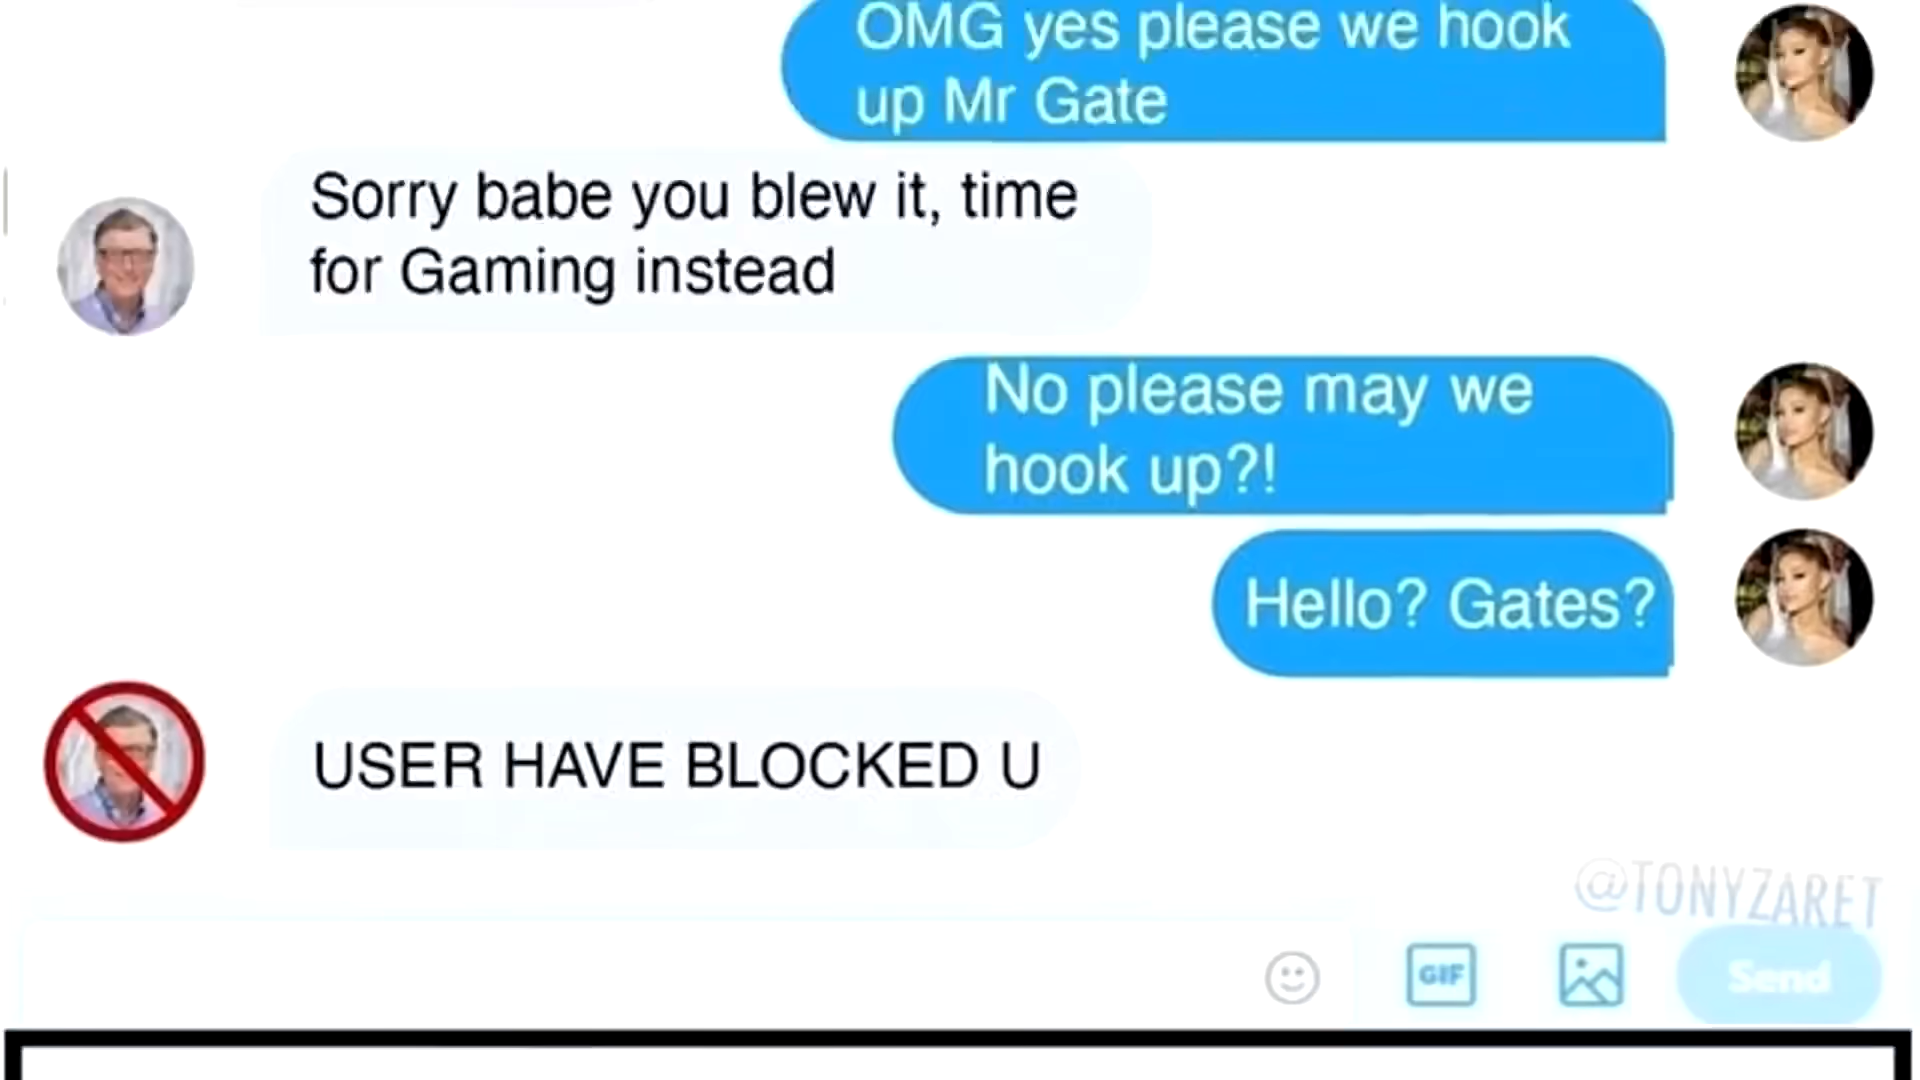 OMG yes please we hook
up Mr Gate
Sorry babe you blew it, time
for Gaming instead
No please may we
hook up?!
Hello? Gates?
USER HAVE BLOCKED U
@TONYZARET
GIF
Send